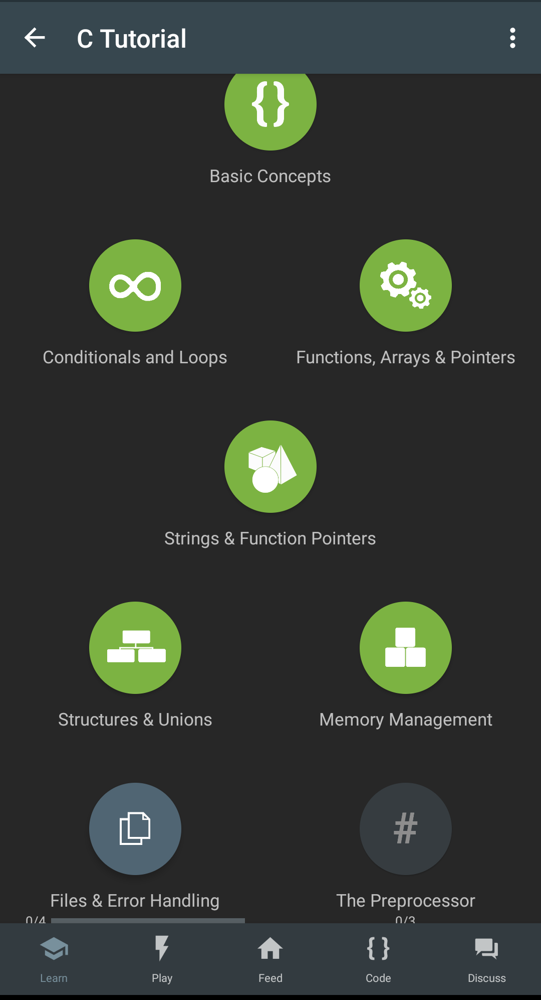 C Tutorial
{}
Basic Concepts
Conditionals and Loops
Functions, Arrays & Pointers
Strings & Function Pointers
Structures & Unions
Memory Management
#
Files & Error Handling
The Preprocessor
0/4
0/3
{ }
Learn
Play
Feed
Code
Discuss